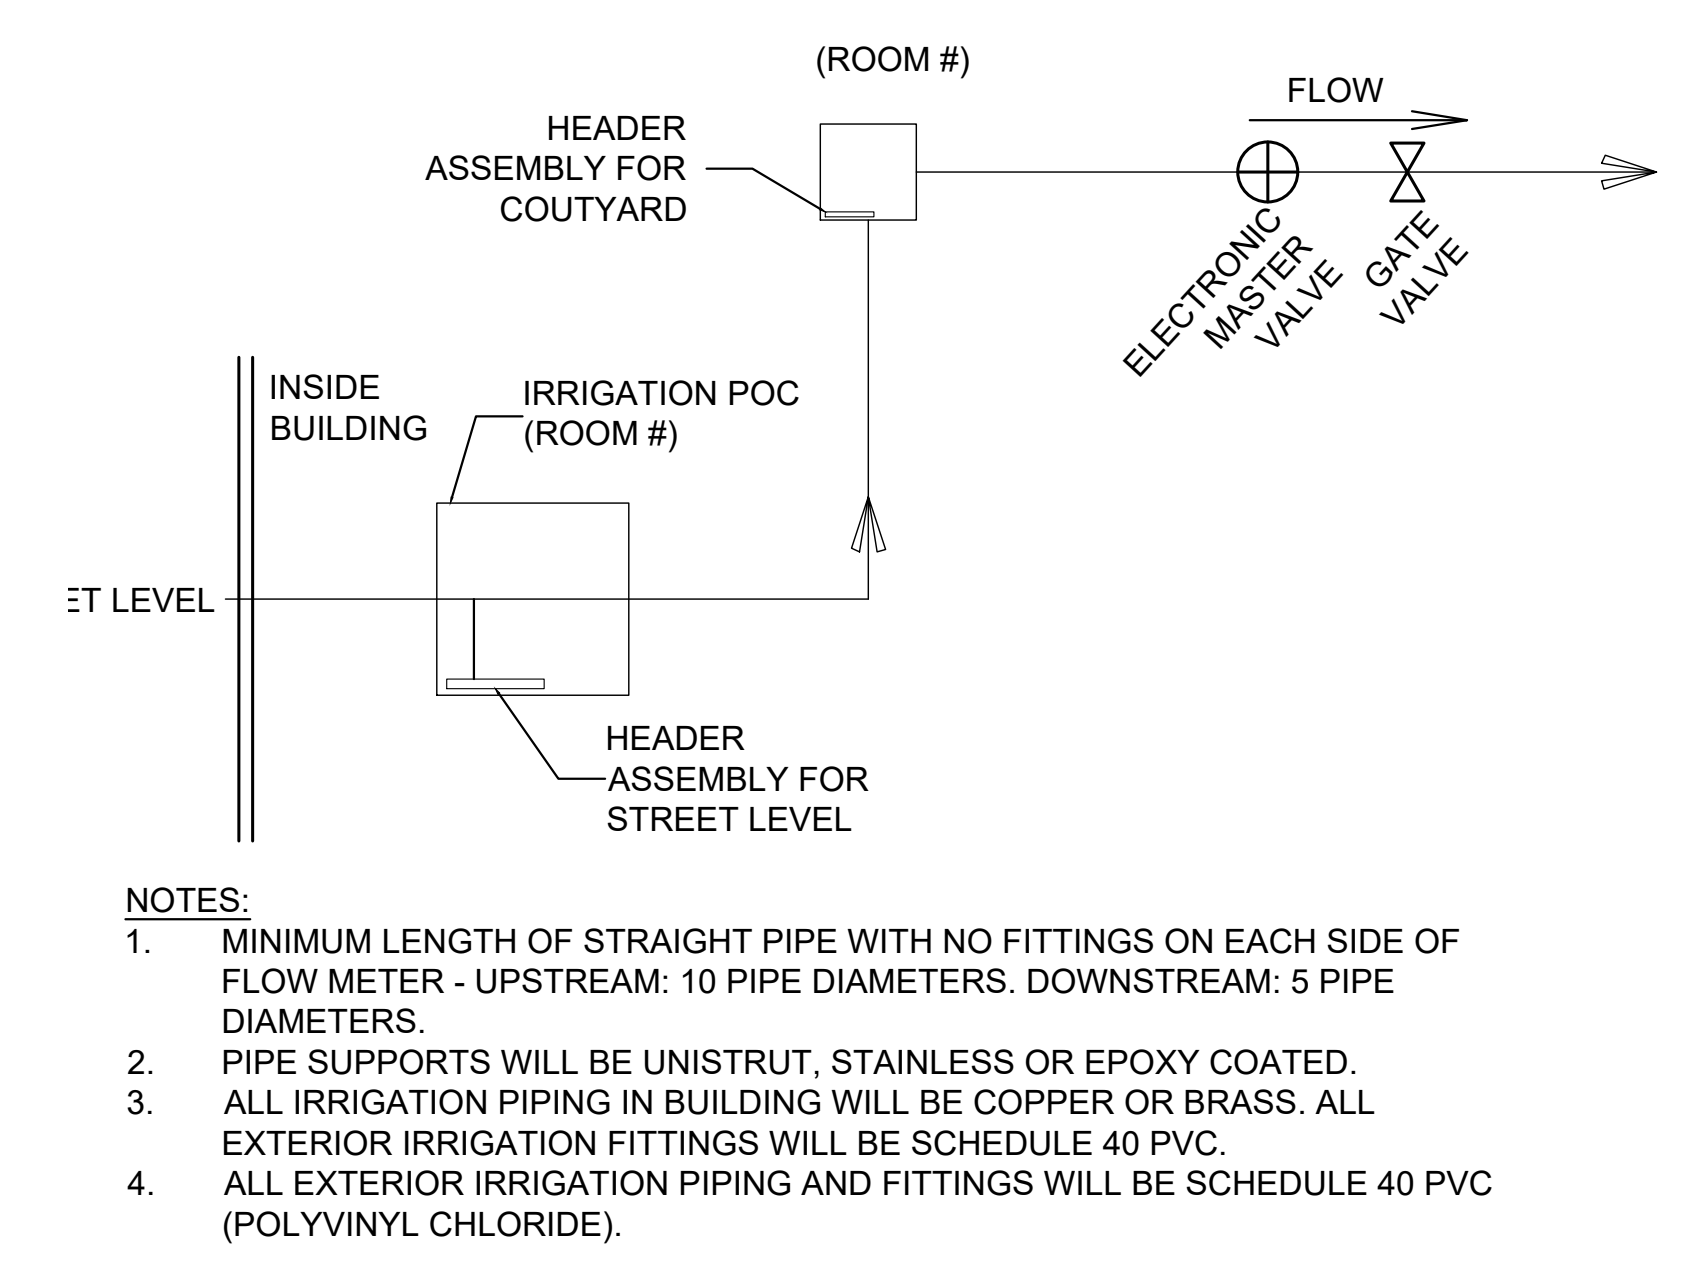 (ROOM #)
FLOW
HEADER
ASSEMBLY FOR
COUTYARD
ELECTRONIC
MASTER
VALVE
GATE
VALVE
INSIDE
BUILDING
IRRIGATION POC
(ROOM #)
ET LEVEL
HEADER
ASSEMBLY FOR
STREET LEVEL
NOTES:
1. MINIMUM LENGTH OF STRAIGHT PIPE WITH NO FITTINGS ON EACH SIDE OF
FLOW METER - UPSTREAM: 10 PIPE DIAMETERS. DOWNSTREAM: 5 PIPE
DIAMETERS.
2. PIPE SUPPORTS WILL BE UNISTRUT, STAINLESS OR EPOXY COATED.
3. ALL IRRIGATION PIPING IN BUILDING WILL BE COPPER OR BRASS. ALL
EXTERIOR IRRIGATION FITTINGS WILL BE SCHEDULE 40 PVC.
4. ALL EXTERIOR IRRIGATION PIPING AND FITTINGS WILL BE SCHEDULE 40 PVC
(POLYVINYL CHLORIDE).